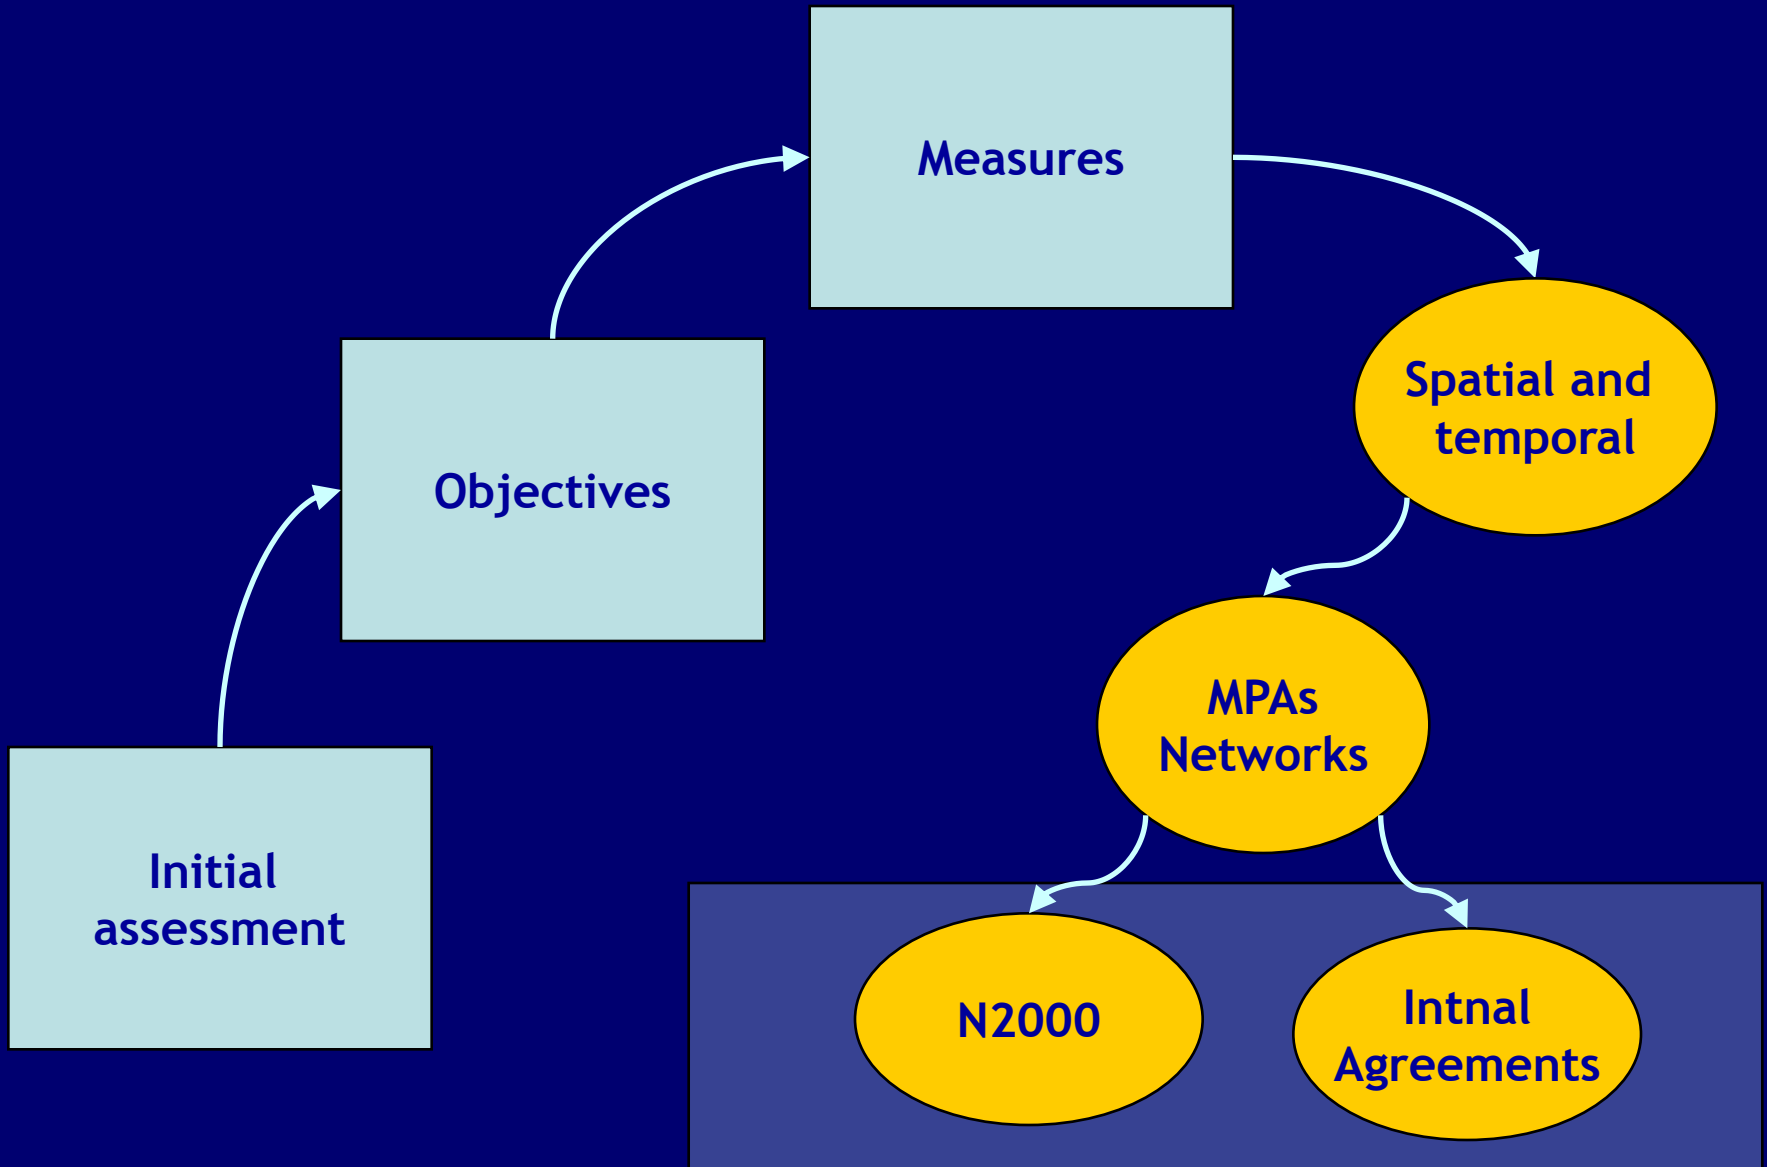 Measures
Spatial and
temporal
Objectives
MPAs
Networks
Initial
assessment
N2000
Intnal
Agreements